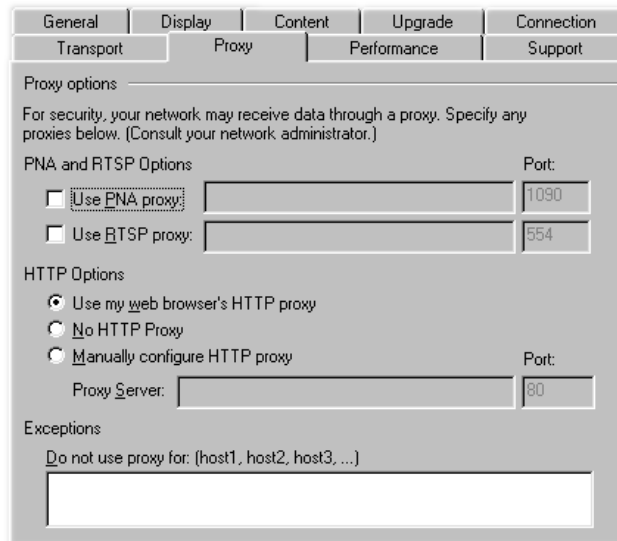 General Display Content Upgrade Connection
Transport Proxy Performance Support
Proxy options
For security, your network may receive data through a proxy. Specify any
proxies below. (Consult your network administrator.)
PNA and RTSP Options Port:
Use PNA proxy: 1090
Use RTSP proxy: 554
HTTP Options
Use my web browser's HTTP proxy
No HTTP Proxy
Manually configure HTTP proxy Port:
Proxy Server: 80
Exceptions
Do not use proxy for: (host1, host2, host3, ...)